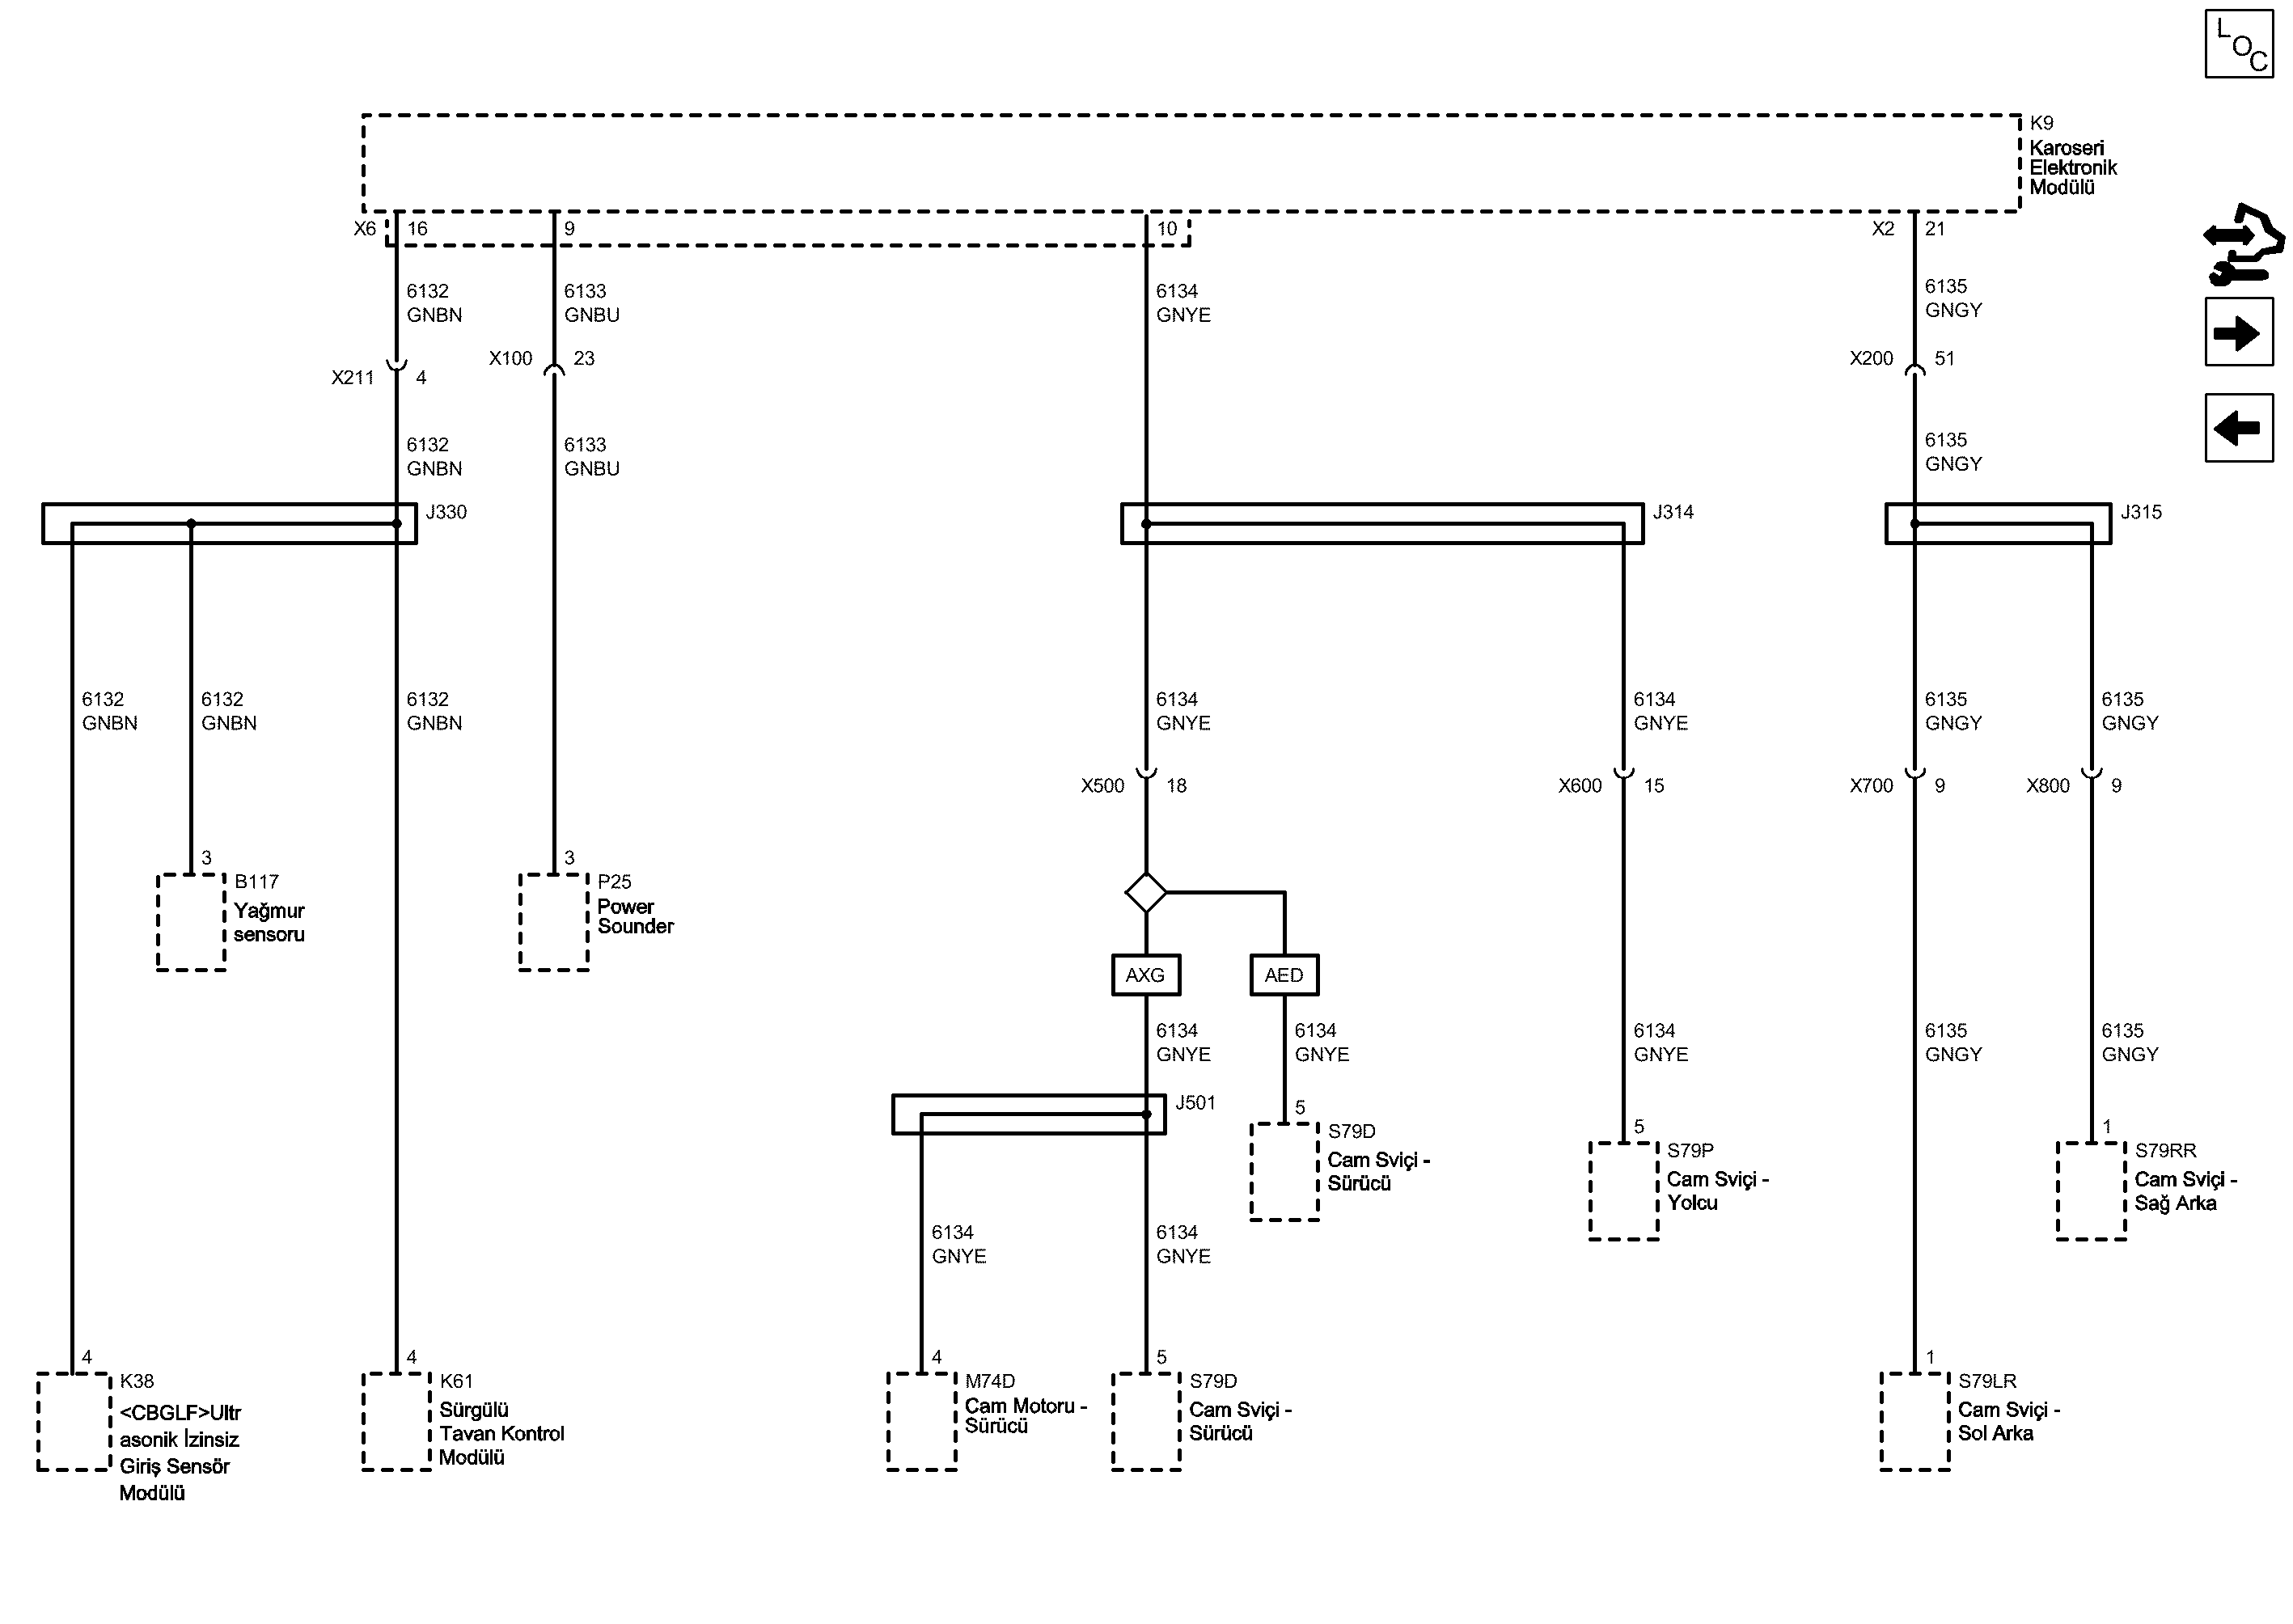 LOC
K9
Karoseri
Elektronik
Modülü
X6 16 9 10 X2 21
6132 6133 6134 6135
GNBN GNBU GNYE GNGY
X211 4 X100 23 X200 51
6132 6133 6135
GNBN GNBU GNGY
J330 J314 J315
6132 6132 6132 6134 6134 6135 6135
GNBN GNBN GNBN GNYE GNYE GNGY GNGY
X500 18 X600 15 X700 9 X800 9
3 3
B117 P25
Yağmur
sensoru
Power
Sounder
AXG AED
6134 6134 6134 6135 6135
GNYE GNYE GNYE GNGY GNGY
J501
5
S79D
Cam Sviçi -
Sürücü
5
S79P
Cam Sviçi -
Yolcu
1
S79RR
Cam Sviçi -
Sağ Arka
6134 6134
GNYE GNYE
4
K38
<CBGLF>Ultr
asonik İzinsiz
Giriş Sensör
Modülü
4
K61
Sürgülü
Tavan Kontrol
Modülü
4
M74D
Cam Motoru -
Sürücü
5
S79D
Cam Sviçi -
Sürücü
1
S79LR
Cam Sviçi -
Sol Arka